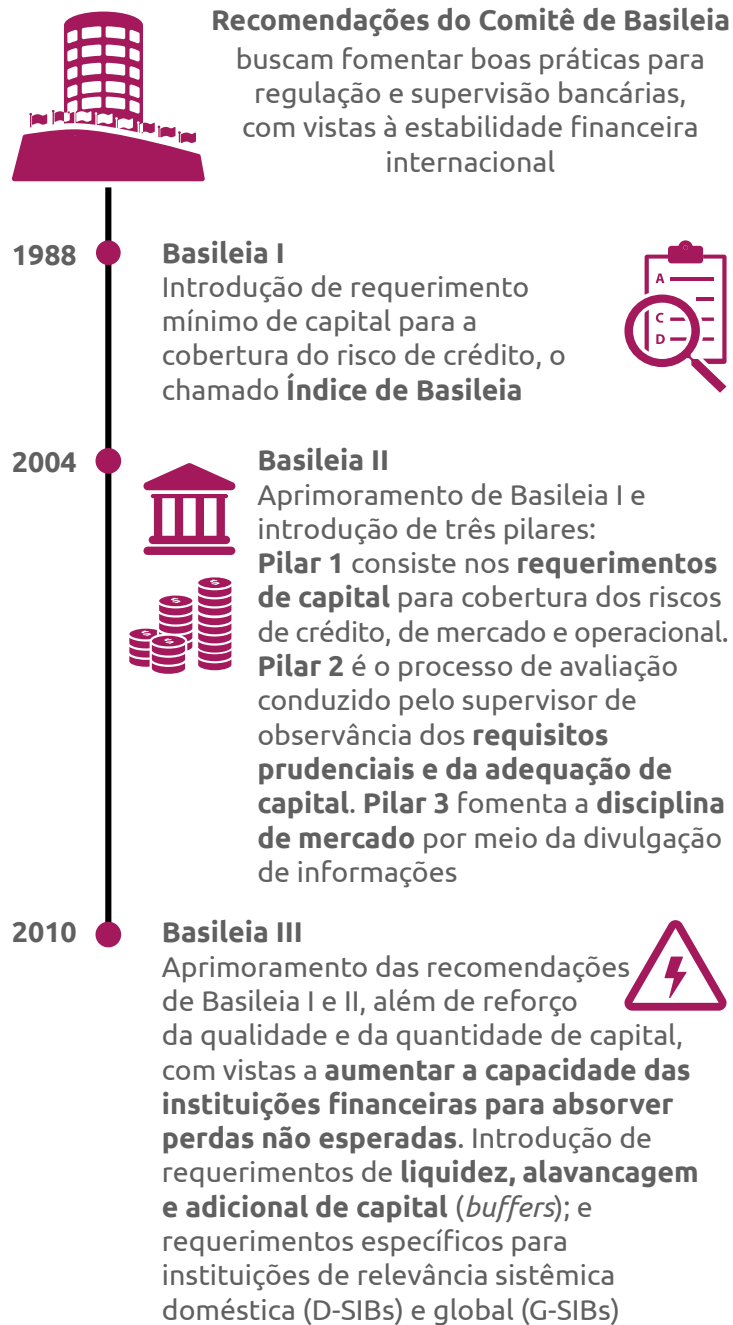 Recomendações do Comitê de Basileia
buscam fomentar boas práticas para
regulação e supervisão bancárias,
com vistas à estabilidade financeira
internacional
1988
Basileia I
Introdução de requerimento
mínimo de capital para a
cobertura do risco de crédito, o
chamado Índice de Basileia
A
C
D
2004
Basileia II
Aprimoramento de Basileia I e
introdução de três pilares:
Pilar 1 consiste nos requerimentos
de capital para cobertura dos riscos
de crédito, de mercado e operacional.
Pilar 2 é o processo de avaliação
conduzido pelo supervisor de
observância dos requisitos
prudenciais e da adequação de
capital. Pilar 3 fomenta a disciplina
de mercado por meio da divulgação
de informações
$
$
$
$
2010
Basileia III
Aprimoramento das recomendações
de Basileia I e II, além de reforço
da qualidade e da quantidade de capital,
com vistas a aumentar a capacidade das
instituições financeiras para absorver
perdas não esperadas. Introdução de
requerimentos de liquidez, alavancagem
e adicional de capital (buffers); e
requerimentos específicos para
instituições de relevância sistêmica
doméstica (D-SIBs) e global (G-SIBs)